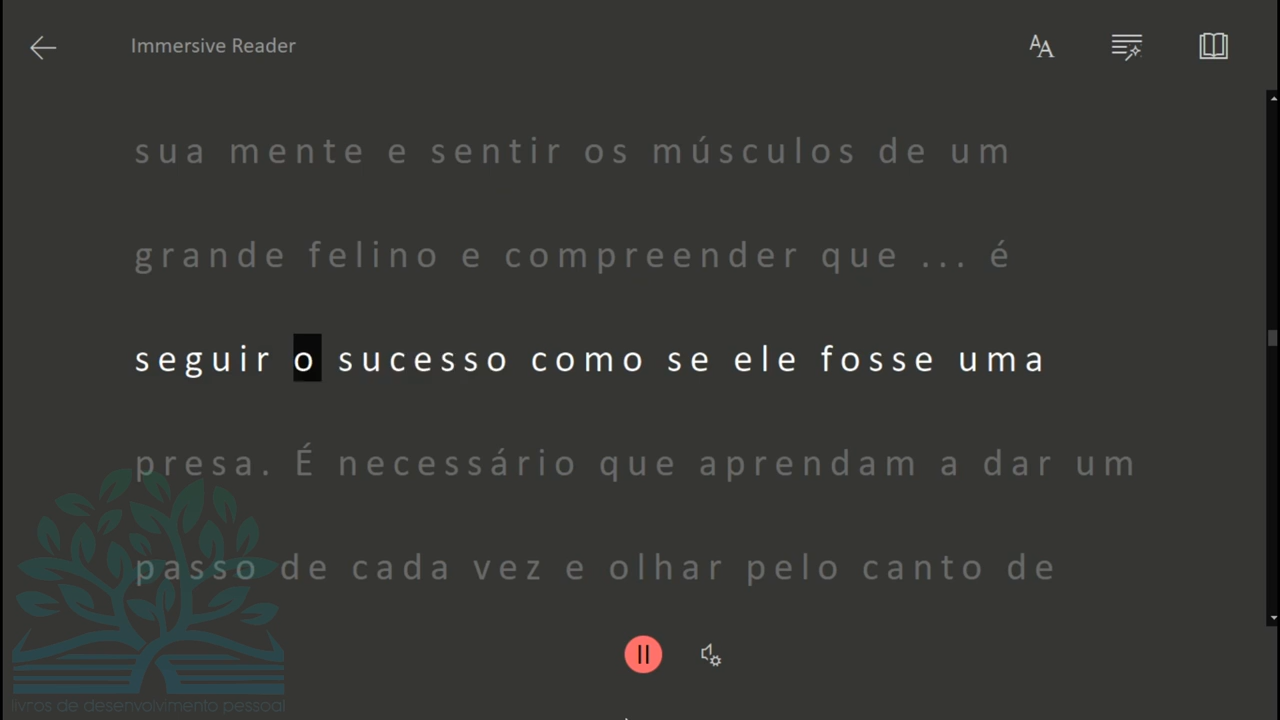 Immersive Reader
sua mente e sentir os músculos de um
grande felino e compreender que ... é
seguir o sucesso como se ele fosse uma
presa. É necessário que aprendam a dar um
passo de cada vez e olhar pelo canto de
livros de desenvolvimento pessoal